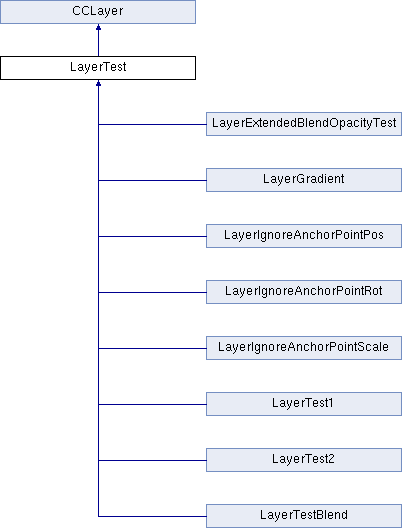 CCLayer
LayerTest
LayerExtendedBlendOpacityTest
LayerGradient
LayerIgnoreAnchorPointPos
LayerIgnoreAnchorPointRot
LayerIgnoreAnchorPointScale
LayerTest1
LayerTest2
LayerTestBlend